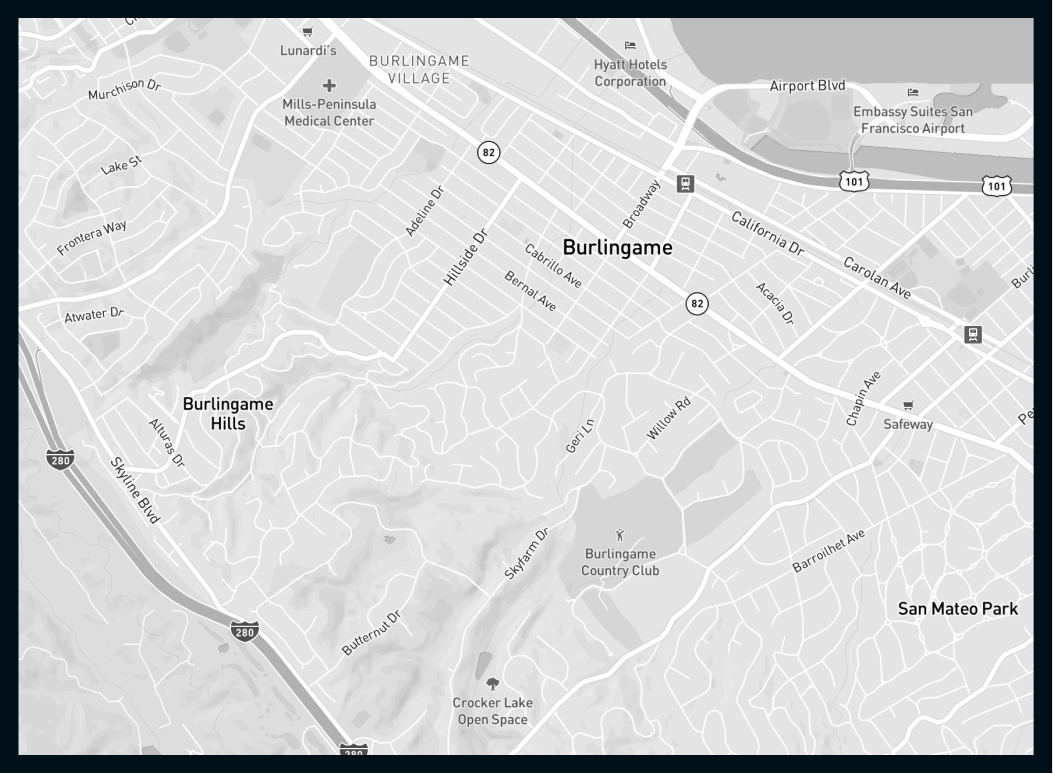 Lunardi's
BURLINGAME
VILLAGE
Hyatt Hotels
Corporation
Murchison Dr
Mills-Peninsula
Medical Center
Airport Blvd
Embassy Suites San
Francisco Airport
82
Lake St
101
101
Adeline Dr
Broadway
Frontera Way
Hillside Dr
Burlingame
California Dr
Cabrillo Ave
Carolan Ave
Bernal Ave
Acacia Dr
82
Atwater Dr
Burlingame
Hills
Chapin Ave
Willow Rd
Safeway
Geri Ln
Alturas Dr
280
Skyline Blvd
Burlingame
Country Club
Skyfarm Dr
Barroilhet Ave
San Mateo Park
280
Butternut Dr
Crocker Lake
Open Space
280